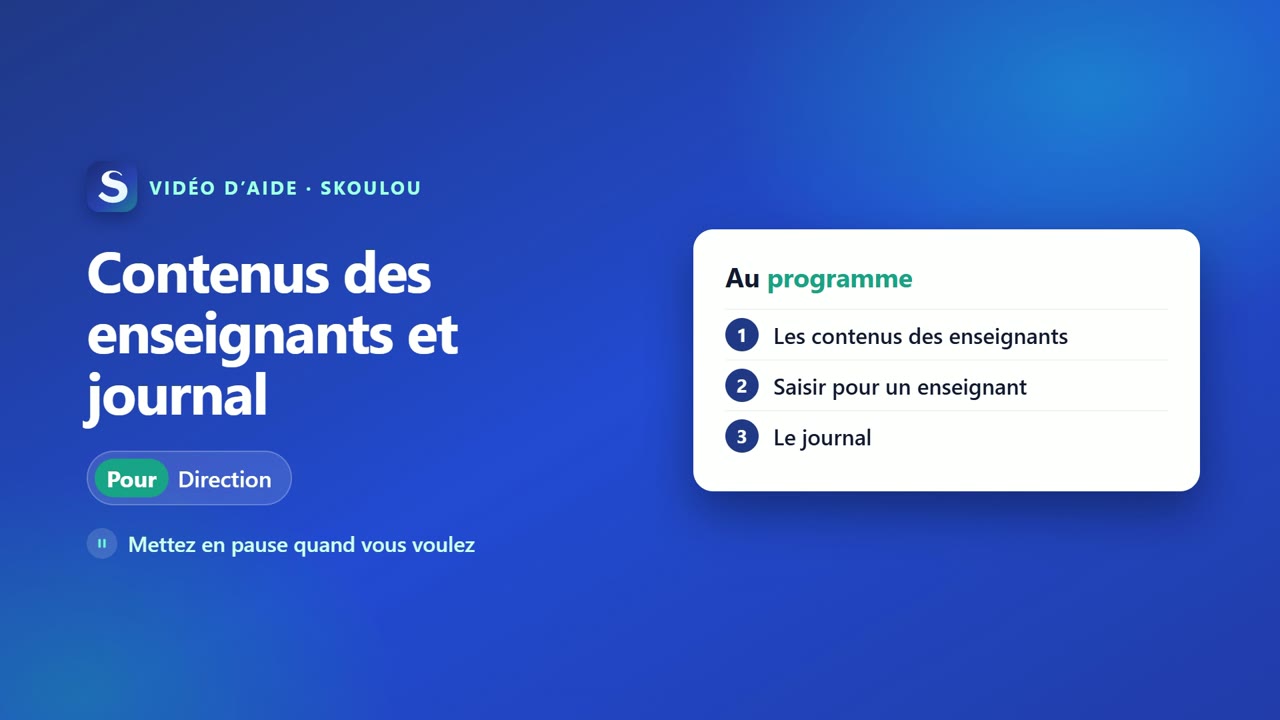 S
VIDÉO D’AIDE · SKOULOU
Contenus des
enseignants et
journal
Pour Direction
Mettez en pause quand vous voulez
Au programme
1 Les contenus des enseignants
2 Saisir pour un enseignant
3 Le journal